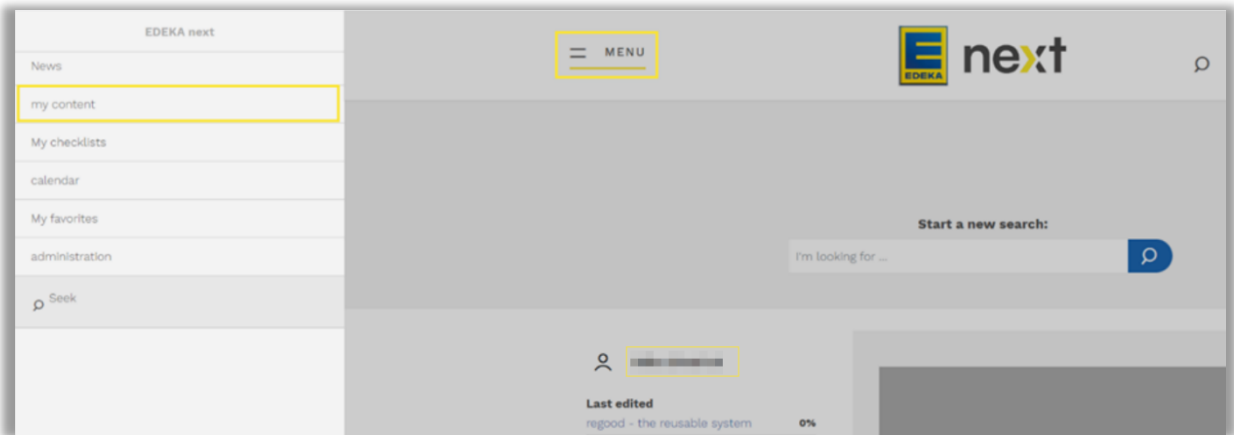 EDEKA next
News
my content
My checklists
calendar
My favorites
administration
Seek
MENU
EDEKA
next
Start a new search:
I'm looking for ...
Last edited
regood - the reusable system
0%